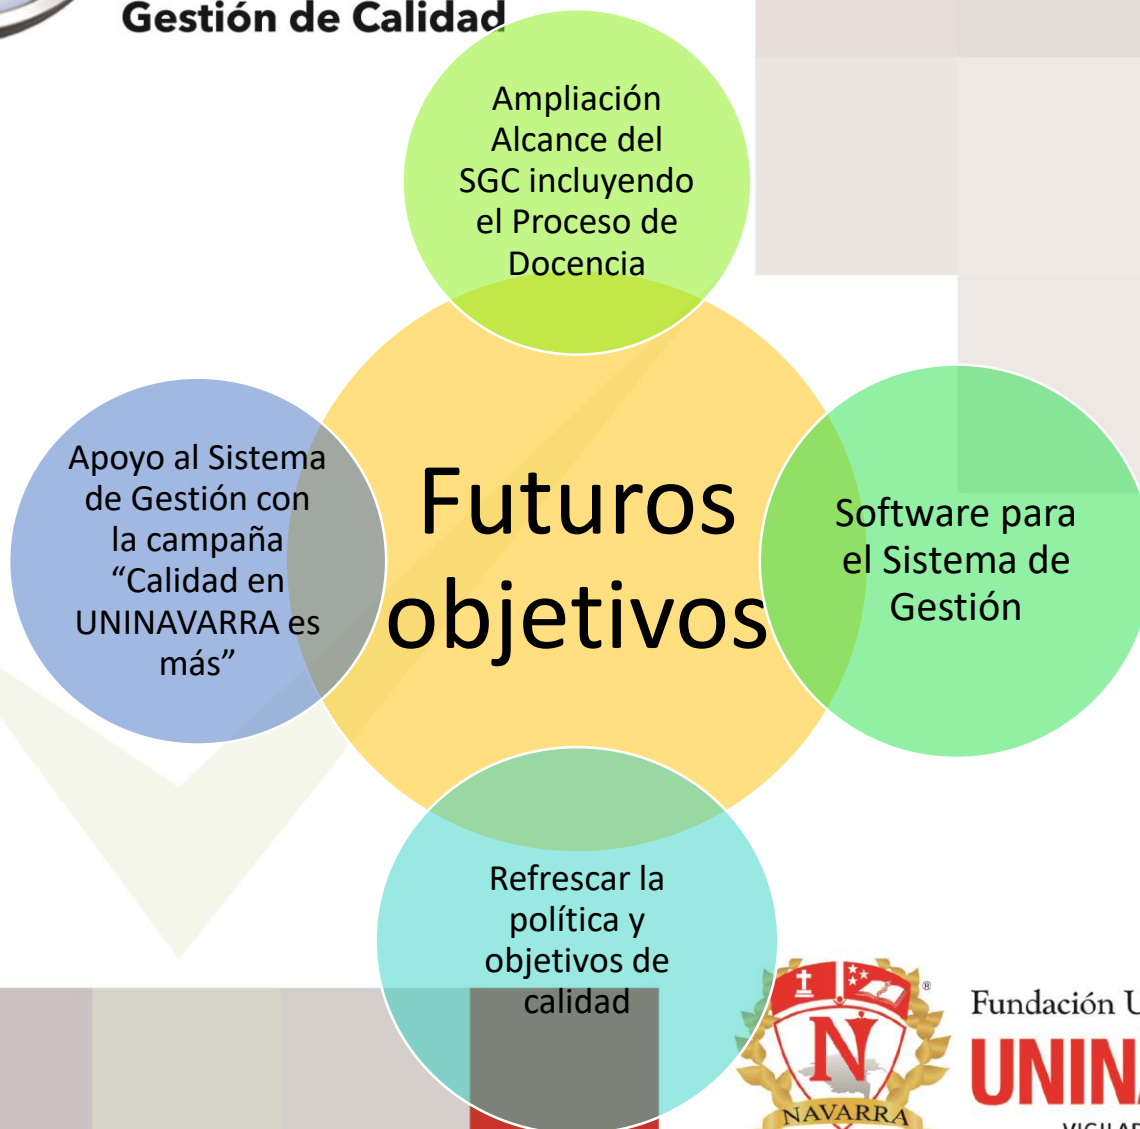 Gestión de Calidad
Ampliación
Alcance del
SGC incluyendo
el Proceso de
Docencia
Apoyo al Sistema
de Gestión con
la campaña
“Calidad en
UNINAVARRA es
más”
Futuros
objetivos
Software para
el Sistema de
Gestión
Refrescar la
política y
objetivos de
calidad
N
NAVARRA
®
Fundación U
UNINA
VIGILAD